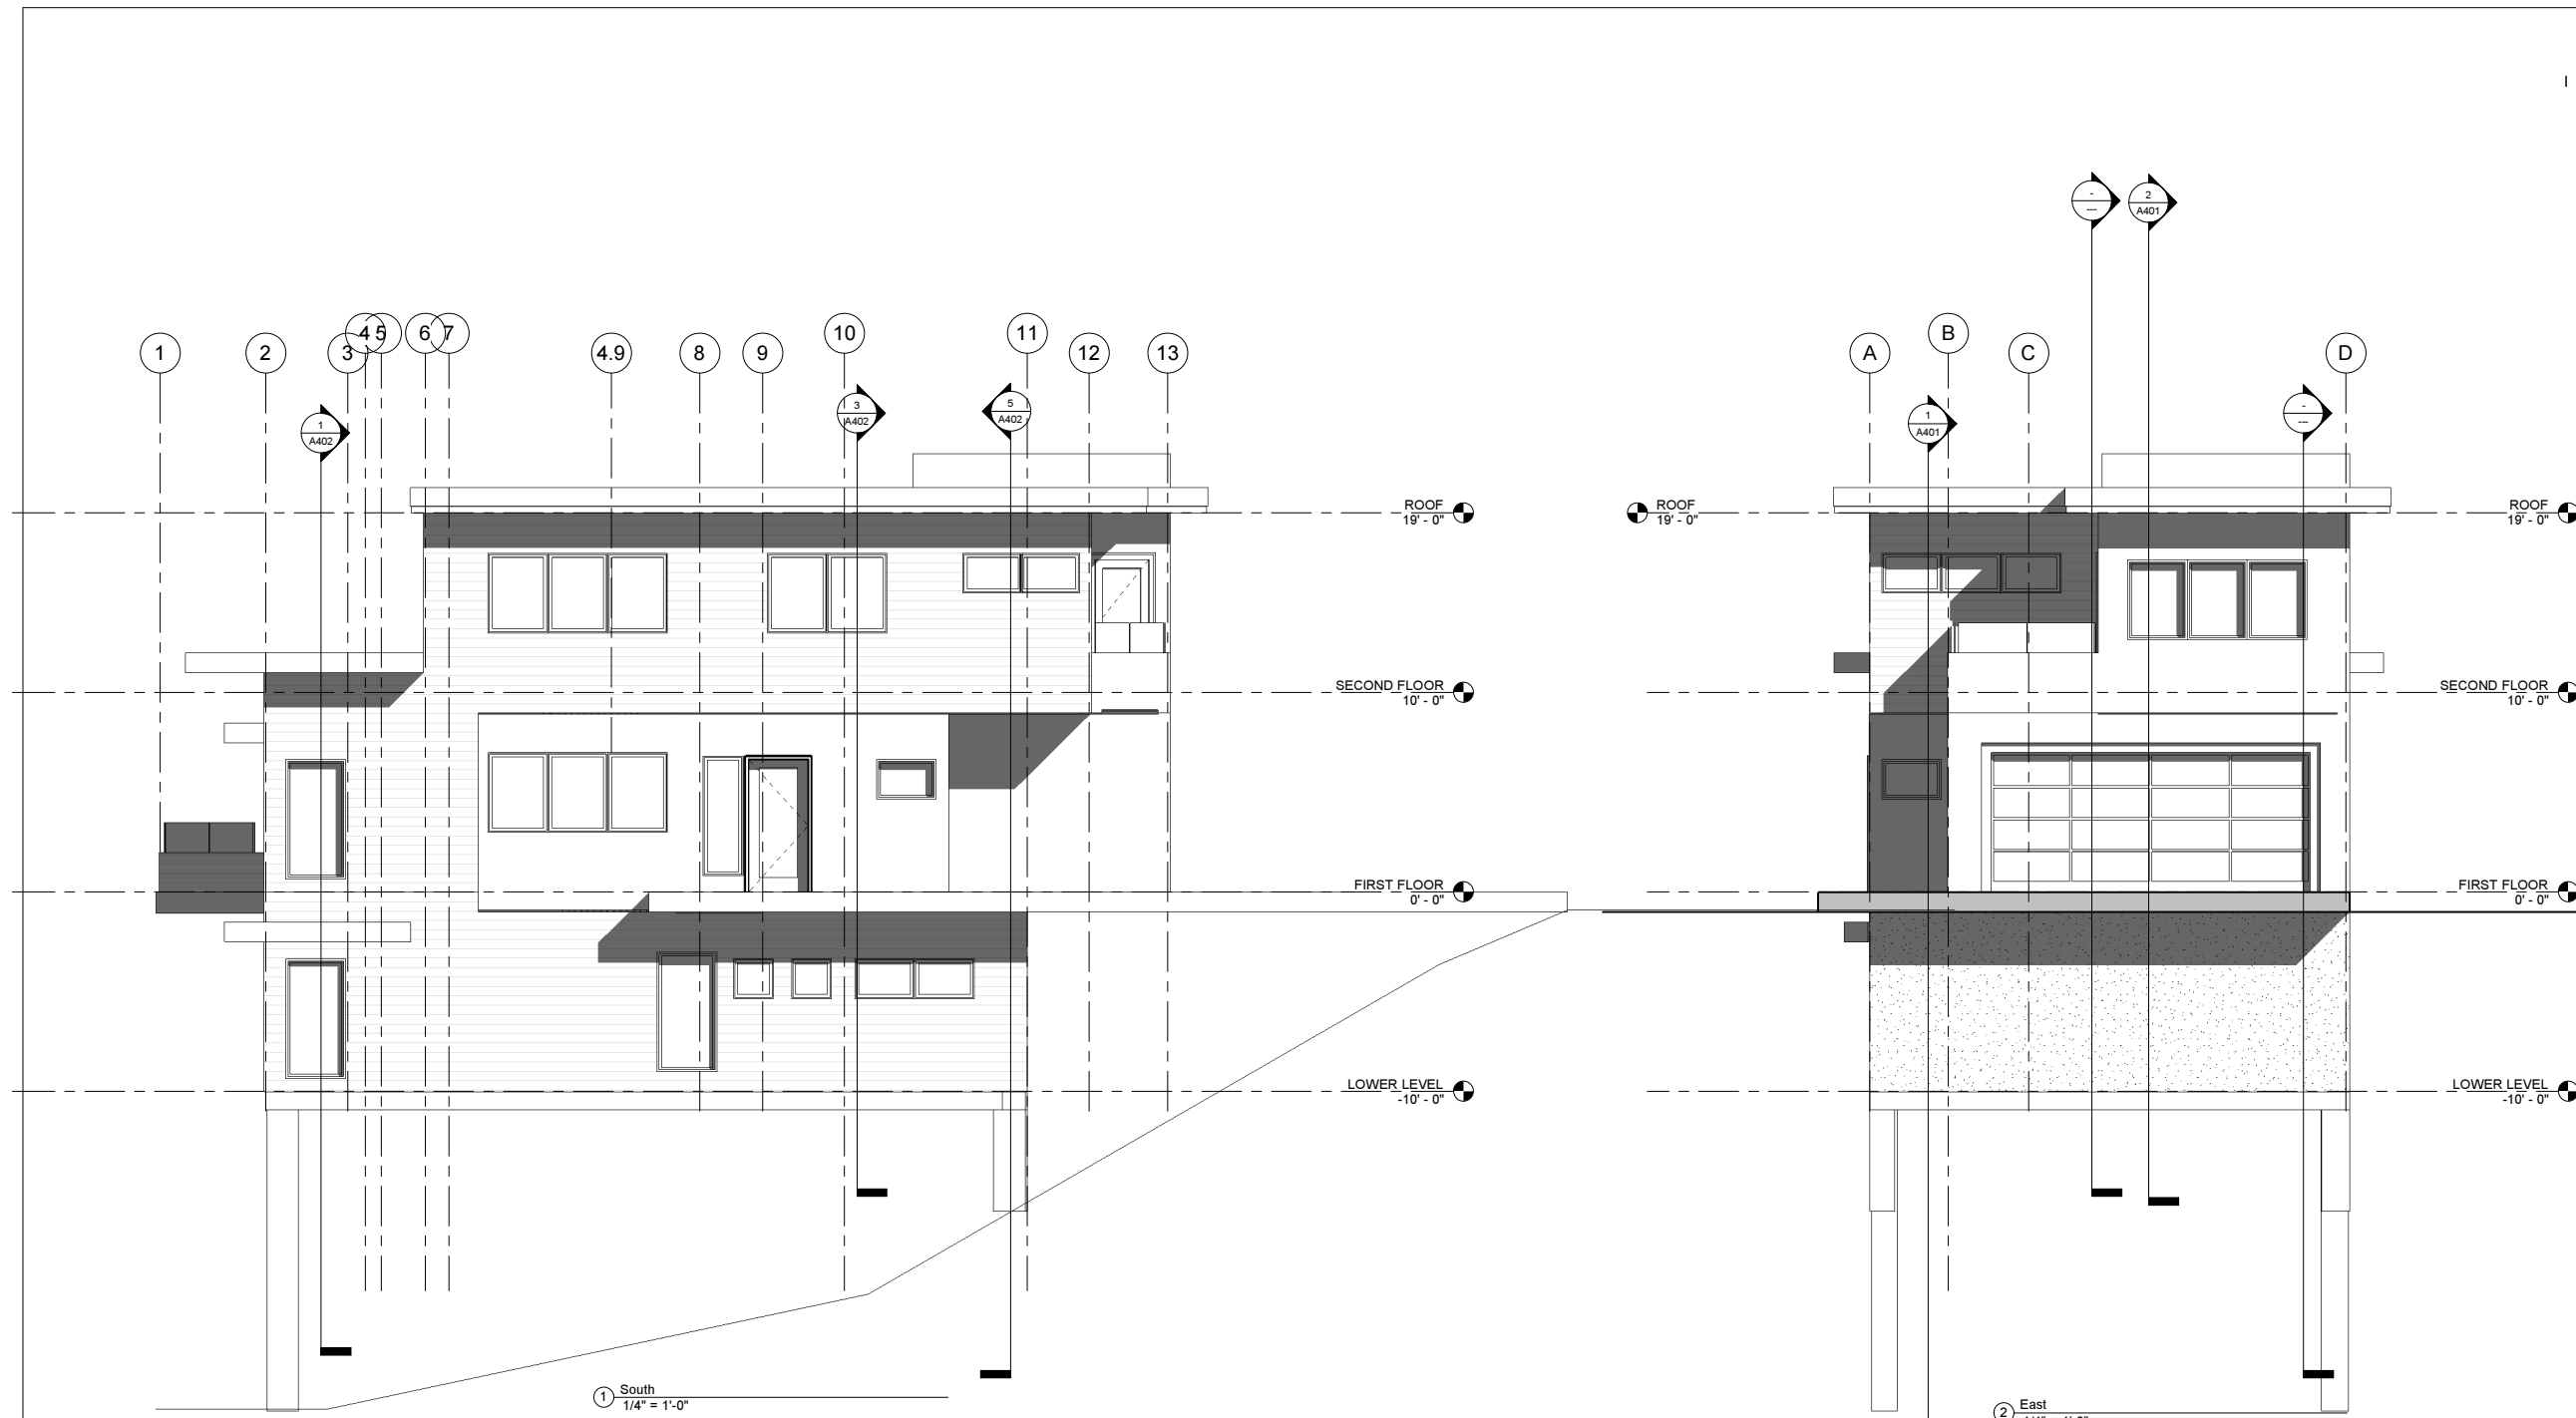 1
2
3
4
5
6
7
4.9
8
9
10
11
12
13
1
A402
3
A402
5
A402
ROOF
19' - 0"
SECOND FLOOR
10' - 0"
FIRST FLOOR
0' - 0"
LOWER LEVEL
-10' - 0"
1
South
1/4" = 1'-0"
-
---
2
A401
A
B
C
D
1
A401
-
---
ROOF
19' - 0"
ROOF
19' - 0"
SECOND FLOOR
10' - 0"
FIRST FLOOR
0' - 0"
LOWER LEVEL
-10' - 0"
2
East